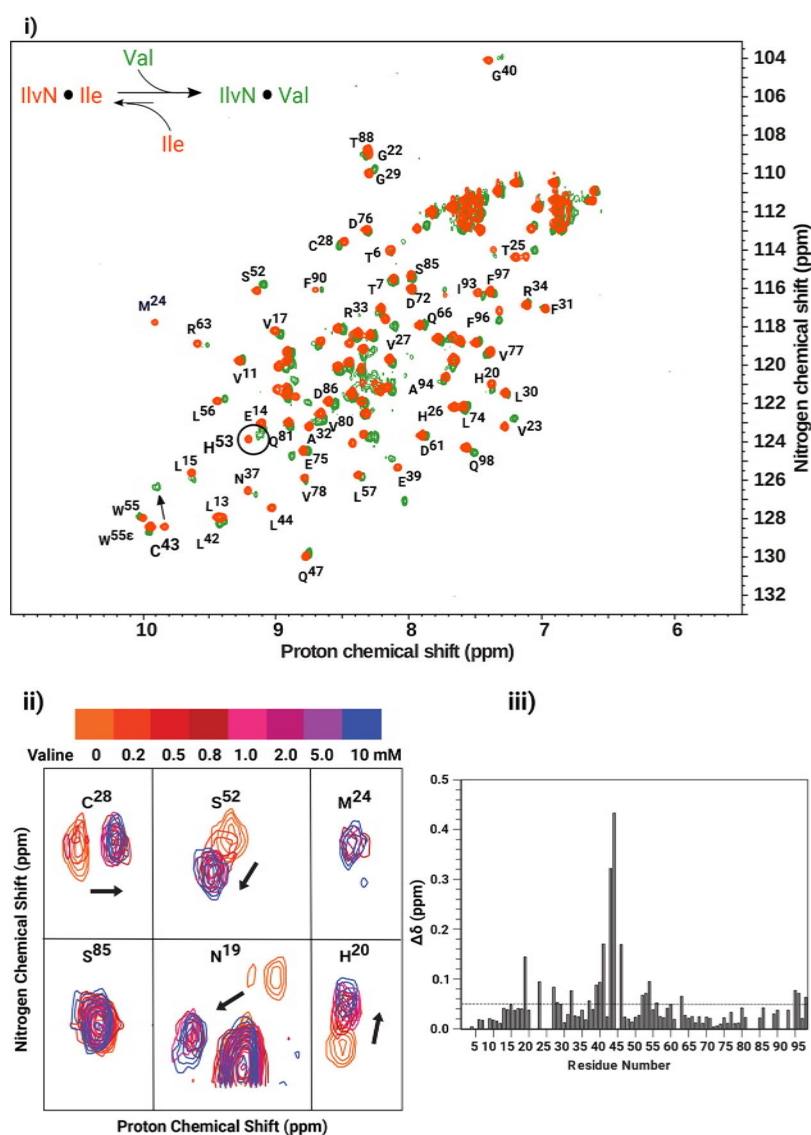 i)
Val
IlvN • Ile
IlvN • Val
Ile
G40
T88
G22
G29
D76
C28
T6
T25
S85
S52
F90
T7
D72
I93
F97
R34
F31
M24
R33
Q66
F96
R63
V17
V27
V77
V11
A94
H20
L56
D86
L30
E14
V80
H26
L74
H53
Q81
A32
D61
V23
E75
Q98
L15
N37
V78
L57
E39
W55
L13
L44
W55ε
C43
L42
Q47
104
106
108
110
112
114
116
118
120
122
124
126
128
130
132
Nitrogen chemical shift (ppm)
10 9 8 7 6
Proton chemical shift (ppm)
ii)
Valine 0 0.2 0.5 0.8 1.0 2.0 5.0 10 mM
C28 S52 M24
S85 N19 H20
Nitrogen Chemical Shift (ppm)
Proton Chemical Shift (ppm)
iii)
0.5
0.4
0.3
0.2
0.1
0.0
Δδ (ppm)
5 10 15 20 25 30 35 40 45 50 55 60 65 70 75 80 85 90 95
Residue Number